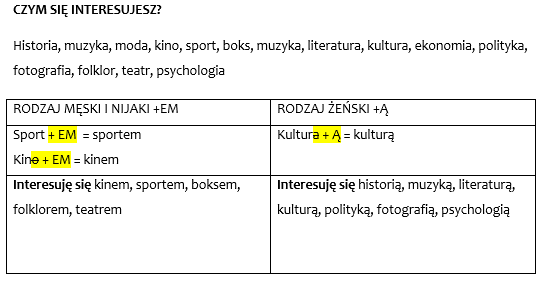 CZYM SIĘ INTERESUJESZ?
Historia, muzyka, moda, kino, sport, boks, muzyka, literatura, kultura, ekonomia, polityka,
fotografia, folklor, teatr, psychologia
RODZAJ MĘSKI I NIJAKI +EM
Sport + EM = sportem
Kino + EM = kinem
RODZAJ ŻEŃSKI +Ą
Kultura + Ą = kulturą
Interesuję się kinem, sportem, boksem,
folklorem, teatrem
Interesuję się historią, muzyką, literaturą,
kulturą, polityką, fotografią, psychologią